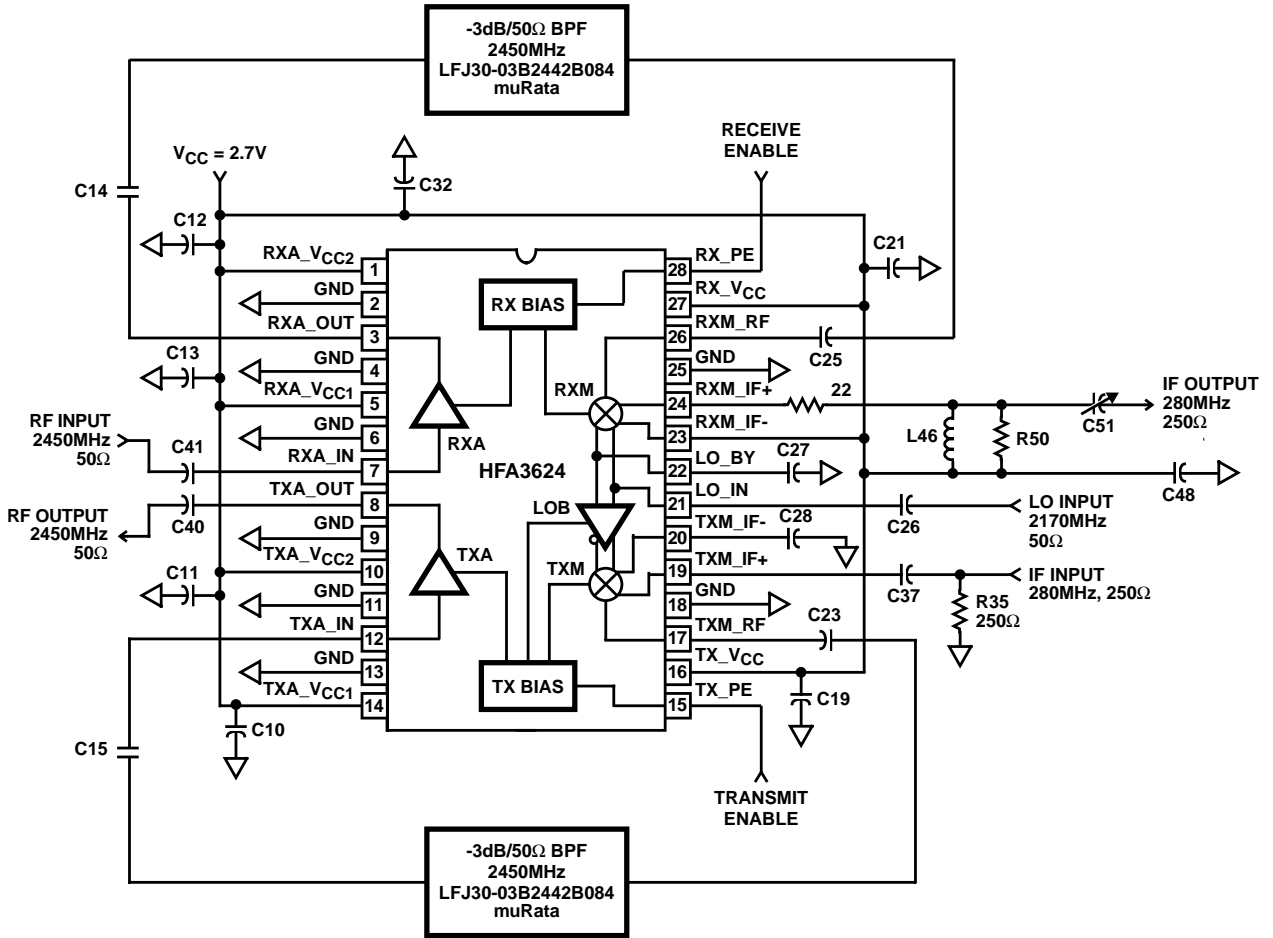 -3dB/50Ω BPF
2450MHz
LFJ30-03B2442B084
muRata
RECEIVE
ENABLE
VCC = 2.7V
C14
C32
C12
C21
RXA_VCC2
1
28
RX_PE
GND
2
RX BIAS
27
RX_VCC
RXA_OUT
3
26
RXM_RF
C25
C13
GND
4
25
GND
RXA_VCC1
5
RXM
24
RXM_IF+
22
IF OUTPUT
280MHz
250Ω
C51
RF INPUT
2450MHz
50Ω
GND
6
RXA
23
RXM_IF-
L46
R50
C41
RXA_IN
7
HFA3624
22
LO_BY
C27
C48
TXA_OUT
8
LOB
21
LO_IN
C26
LO INPUT
2170MHz
50Ω
RF OUTPUT
2450MHz
50Ω
C40
GND
9
20
TXM_IF-
C28
TXA_VCC2
10
TXA
TXM
19
TXM_IF+
C37
IF INPUT
280MHz, 250Ω
R35
250Ω
C11
GND
11
18
GND
TXA_IN
12
17
TXM_RF
C23
GND
13
16
TX_VCC
C19
TXA_VCC1
14
TX BIAS
15
TX_PE
C10
C15
TRANSMIT
ENABLE
-3dB/50Ω BPF
2450MHz
LFJ30-03B2442B084
muRata